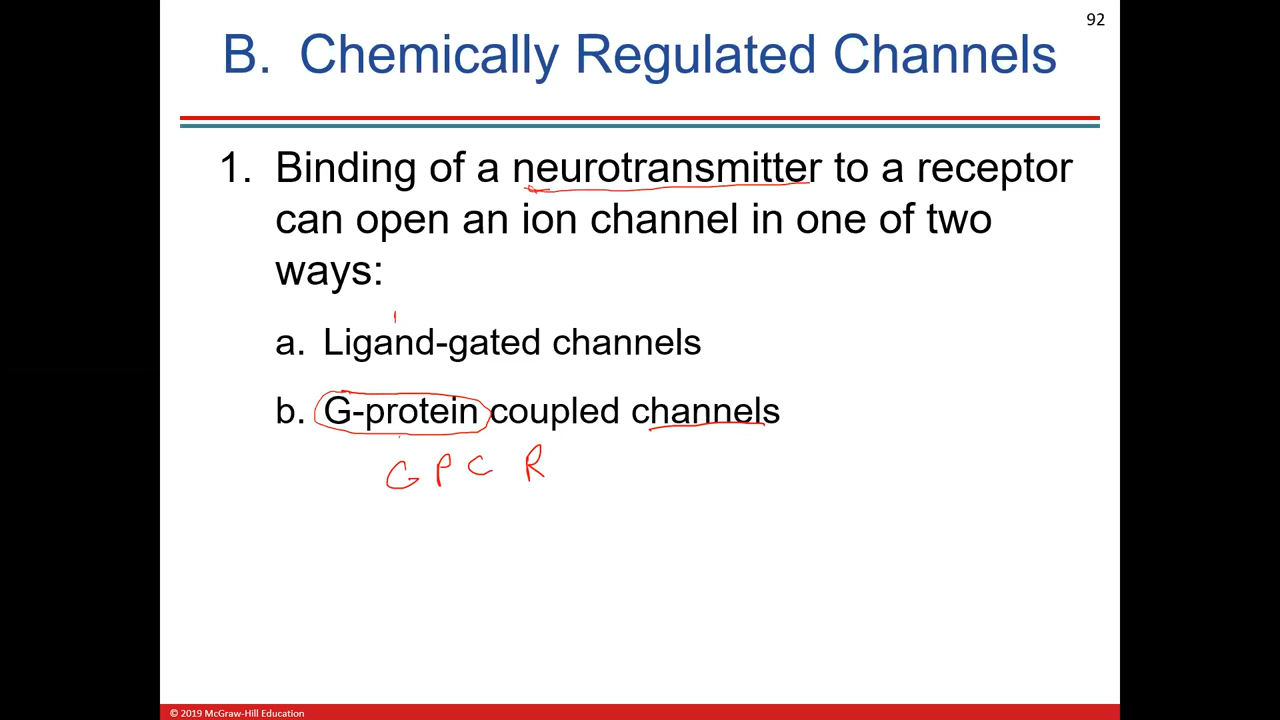 92
B. Chemically Regulated Channels
1. Binding of a neurotransmitter to a receptor
can open an ion channel in one of two
ways:
a. Ligand-gated channels
b. G-protein coupled channels
G P C R
© 2019 McGraw-Hill Education